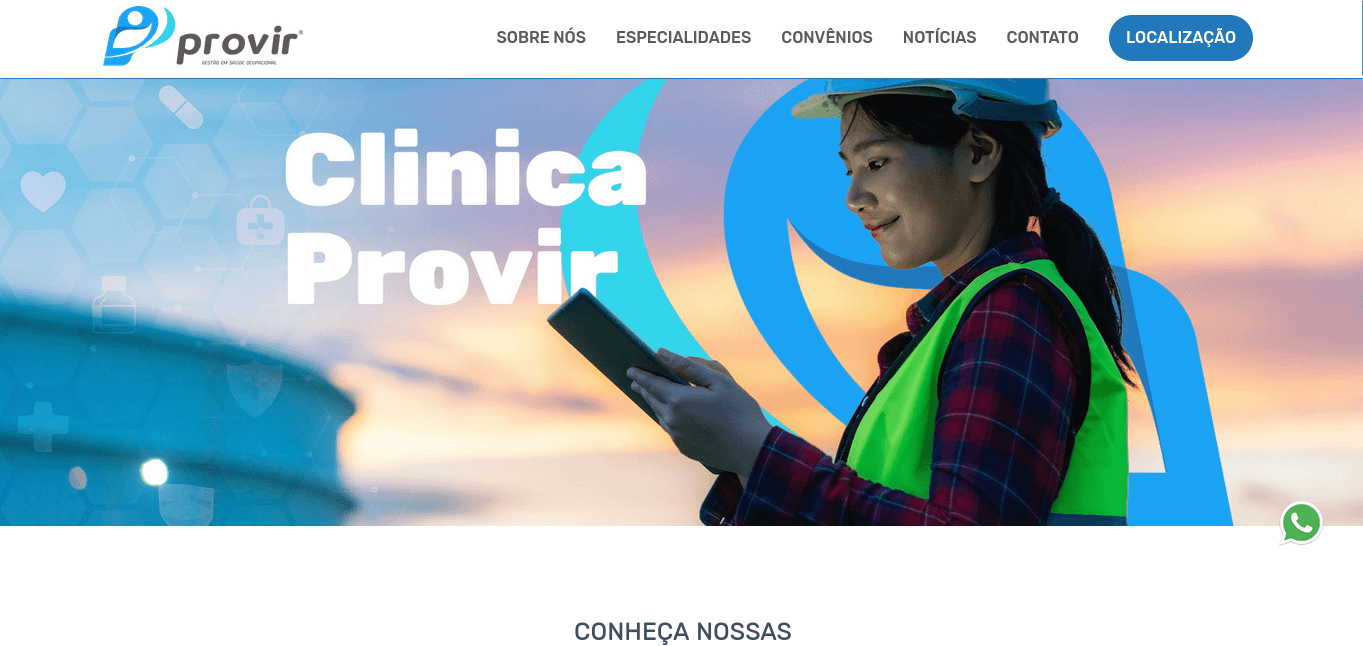 provir®
GESTÃO EM SAÚDE OCUPACIONAL
SOBRE NÓS
ESPECIALIDADES
CONVÊNIOS
NOTÍCIAS
CONTATO
LOCALIZAÇÃO
Clinica
Provir
CONHEÇA NOSSAS